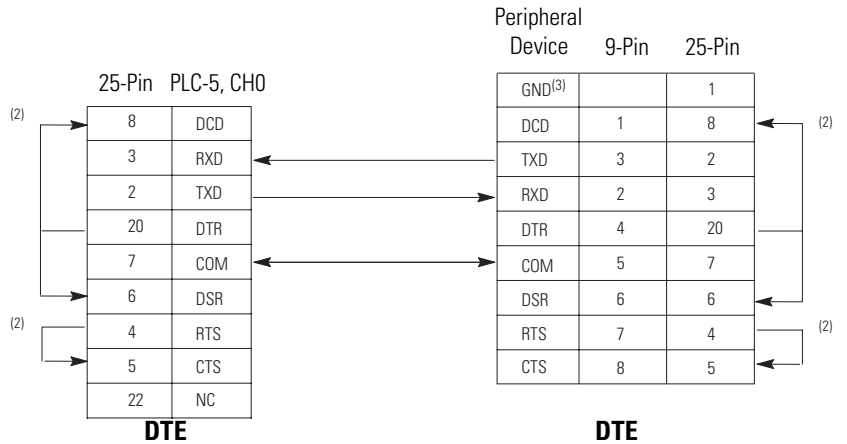 Peripheral
Device 9-Pin 25-Pin
25-Pin PLC-5, CH0
GND(3) 1
(2) 8 DCD
DCD 1 8 (2)
3 RXD
TXD 3 2
2 TXD
RXD 2 3
20 DTR
DTR 4 20
7 COM
COM 5 7
6 DSR
DSR 6 6
(2) 4 RTS
RTS 7 4 (2)
5 CTS
CTS 8 5
22 NC
DTE DTE